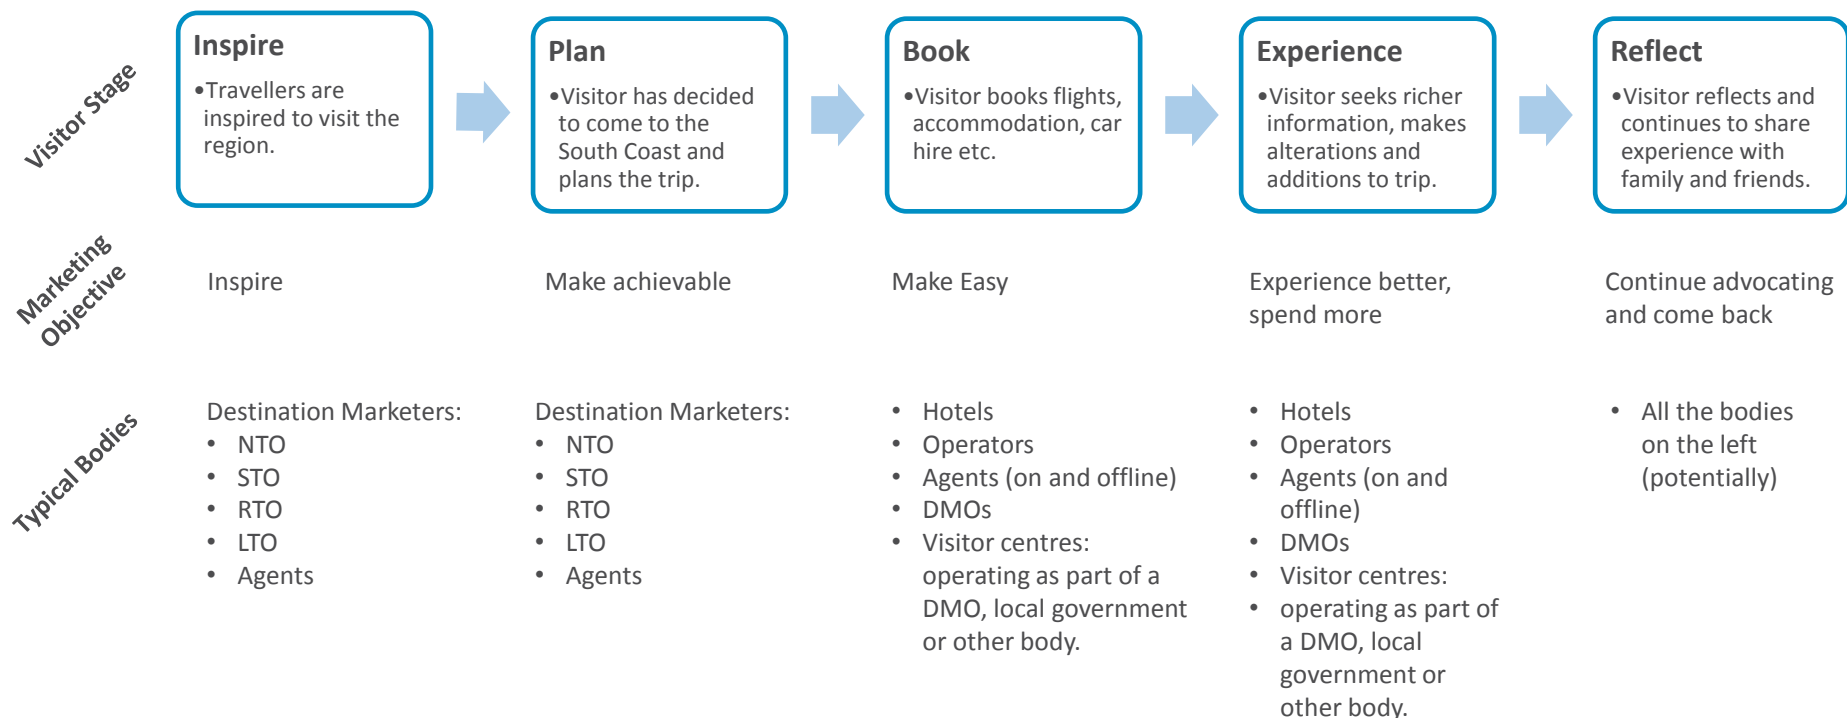 Visitor Stage
Inspire
•Travellers are
inspired to visit the
region.
Plan
•Visitor has decided
to come to the
South Coast and
plans the trip.
Book
•Visitor books flights,
accommodation, car
hire etc.
Experience
•Visitor seeks richer
information, makes
alterations and
additions to trip.
Reflect
•Visitor reflects and
continues to share
experience with
family and friends.
Marketing
Objective
Inspire
Make achievable
Make Easy
Experience better,
spend more
Continue advocating
and come back
Typical Bodies
Destination Marketers:
• NTO
• STO
• RTO
• LTO
• Agents
Destination Marketers:
• NTO
• STO
• RTO
• LTO
• Agents
• Hotels
• Operators
• Agents (on and offline)
• DMOs
• Visitor centres:
operating as part of a
DMO, local government
or other body.
• Hotels
• Operators
• Agents (on and
offline)
• DMOs
• Visitor centres:
• operating as part of
a DMO, local
government or
other body.
• All the bodies
on the left
(potentially)